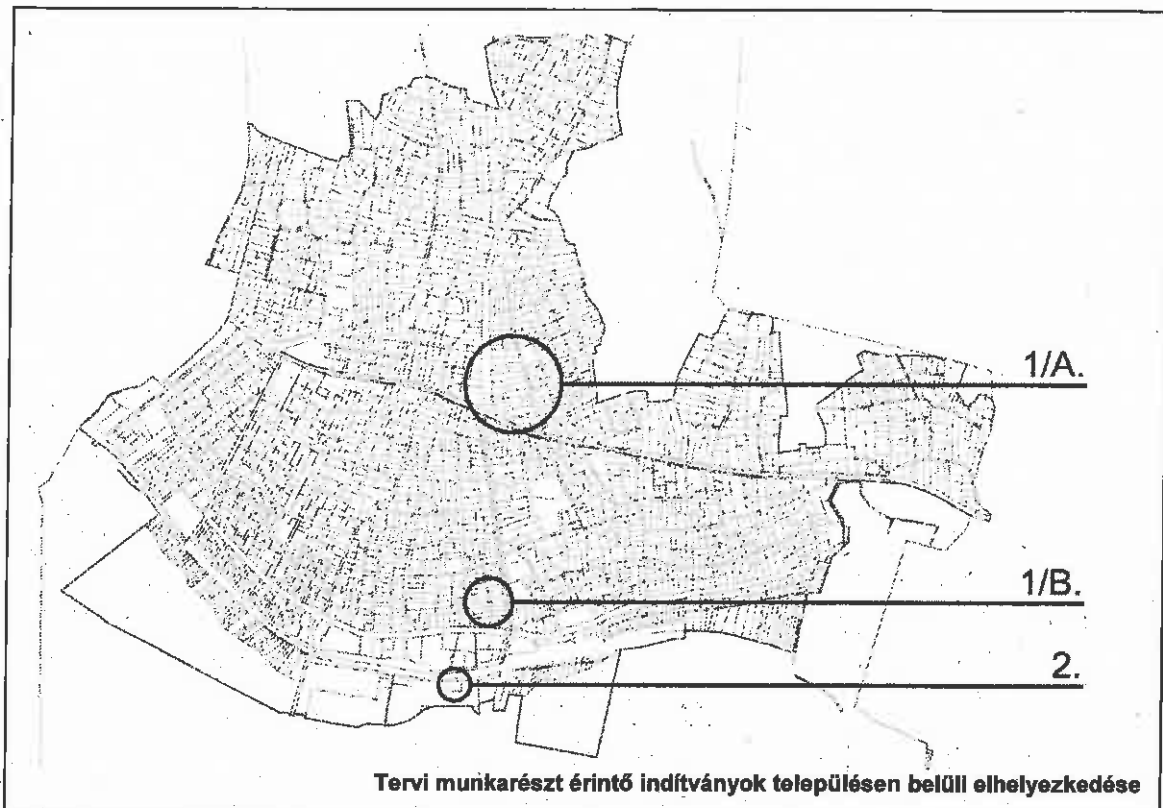 1/A.
1/B.
2.
Tervi munkarészt érintő indítványok településen belüli elhelyezkedése